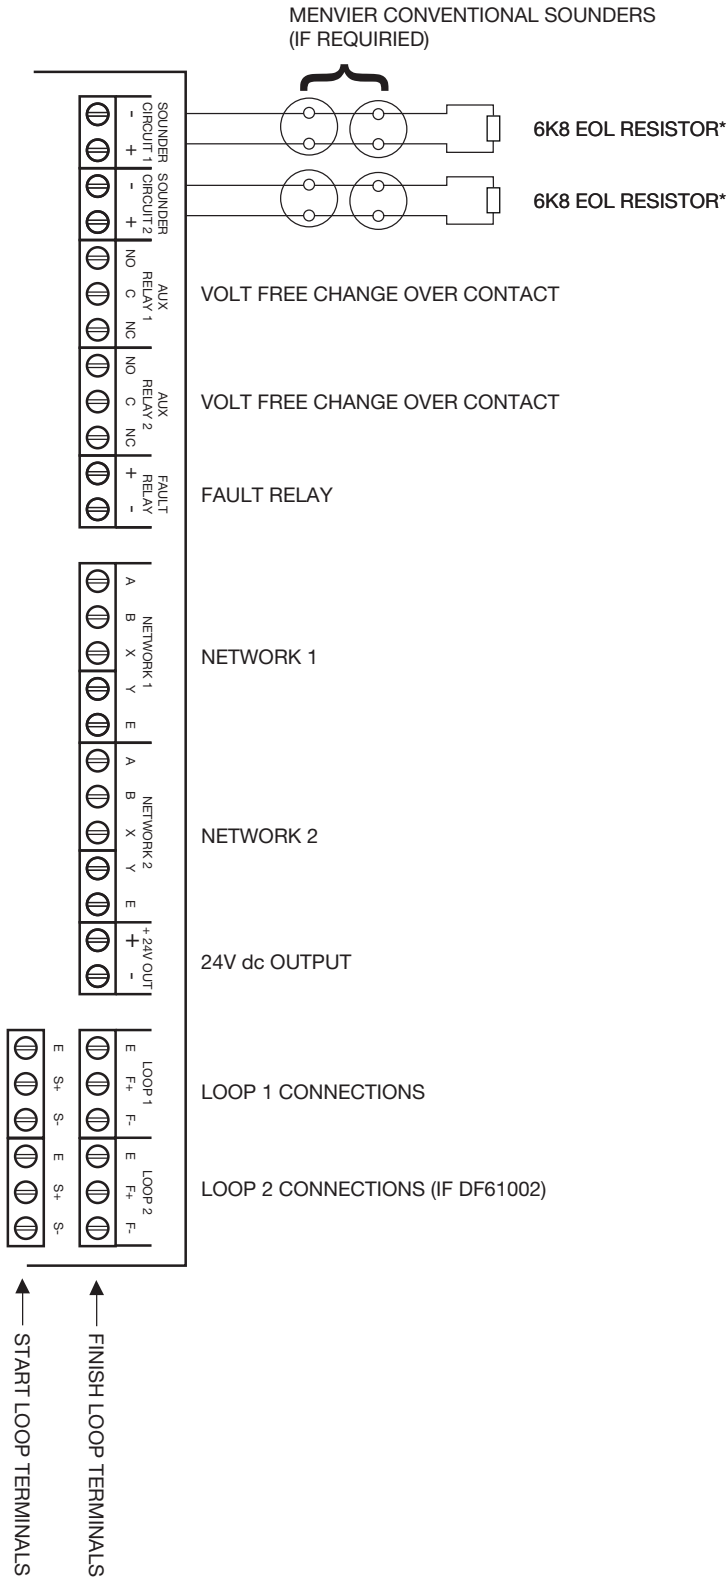 MENVIER CONVENTIONAL SOUNDERS
(IF REQUIRIED)
-
+
SOUNDER
CIRCUIT 1
6K8 EOL RESISTOR*
-
+
SOUNDER
CIRCUIT 2
6K8 EOL RESISTOR*
NO
C
NC
AUX
RELAY 1
VOLT FREE CHANGE OVER CONTACT
NO
C
NC
AUX
RELAY 2
VOLT FREE CHANGE OVER CONTACT
+
-
FAULT
RELAY
FAULT RELAY
A
B
X
Y
E
NETWORK 1
NETWORK 1
A
B
X
Y
E
NETWORK 2
NETWORK 2
+
-
+ 24V OUT
24V dc OUTPUT
E
S+
S-
E
F+
F-
LOOP 1
LOOP 1 CONNECTIONS
E
S+
S-
E
F+
F-
LOOP 2
LOOP 2 CONNECTIONS (IF DF61002)
START LOOP TERMINALS
FINISH LOOP TERMINALS